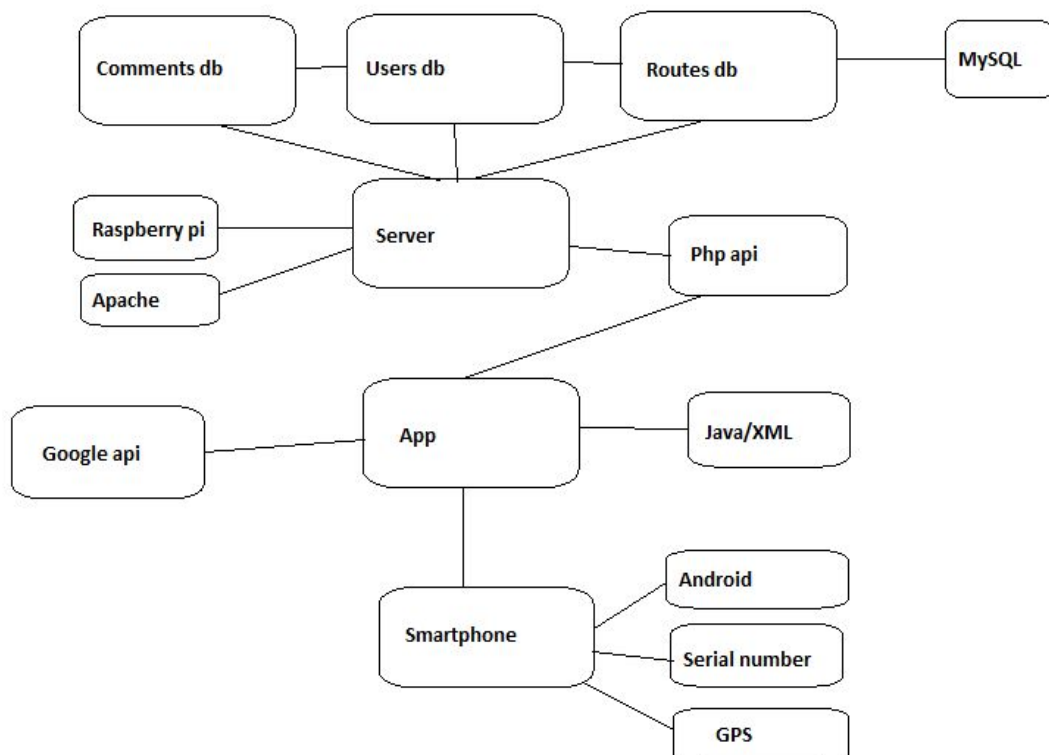 Comments db
Users db
Routes db
MySQL
Raspberry pi
Server
Php api
Apache
Google api
App
Java/XML
Android
Smartphone
Serial number
GPS